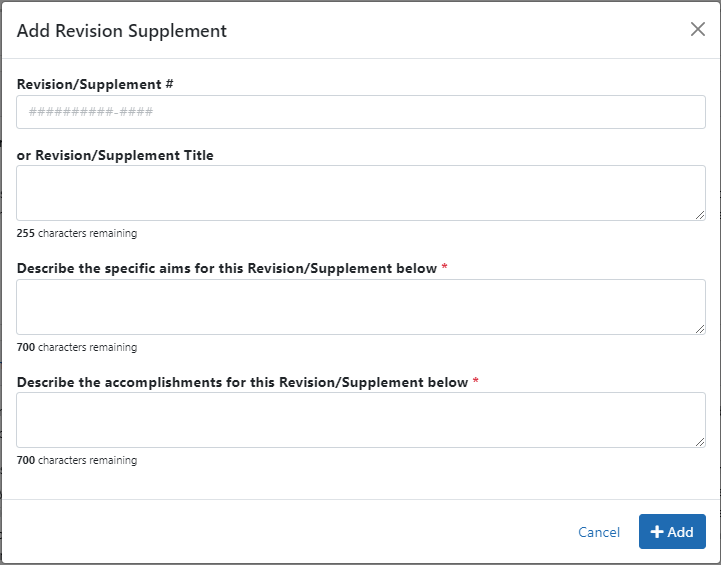 Add Revision Supplement
Revision/Supplement #
##########-####
or Revision/Supplement Title
255 characters remaining
Describe the specific aims for this Revision/Supplement below *
700 characters remaining
Describe the accomplishments for this Revision/Supplement below *
700 characters remaining
Cancel
+ Add